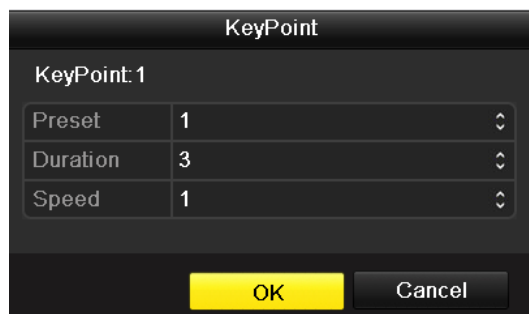 KeyPoint
KeyPoint:1
Preset 1
Duration 3
Speed 1
OK Cancel